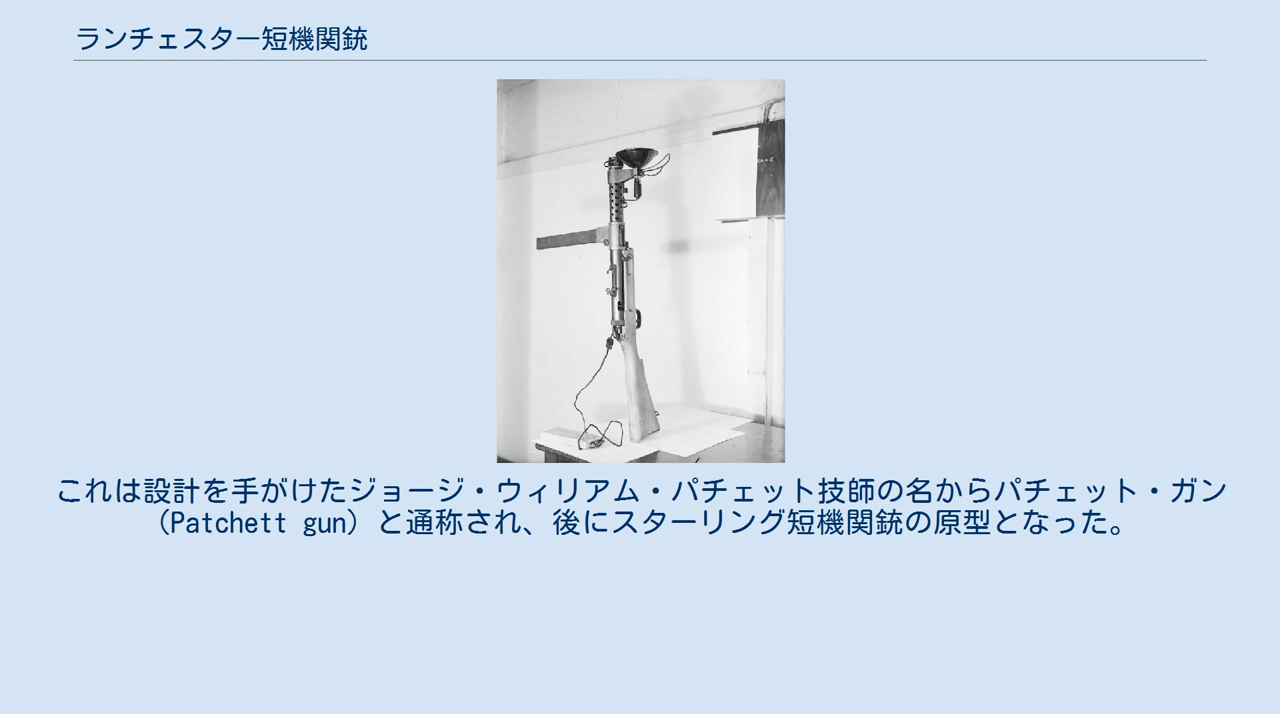 ランチェスター短機関銃
これは設計を手がけたジョージ・ウィリアム・パチェット技師の名からパチェット・ガン
（Patchett gun）と通称され、後にスターリング短機関銃の原型となった。